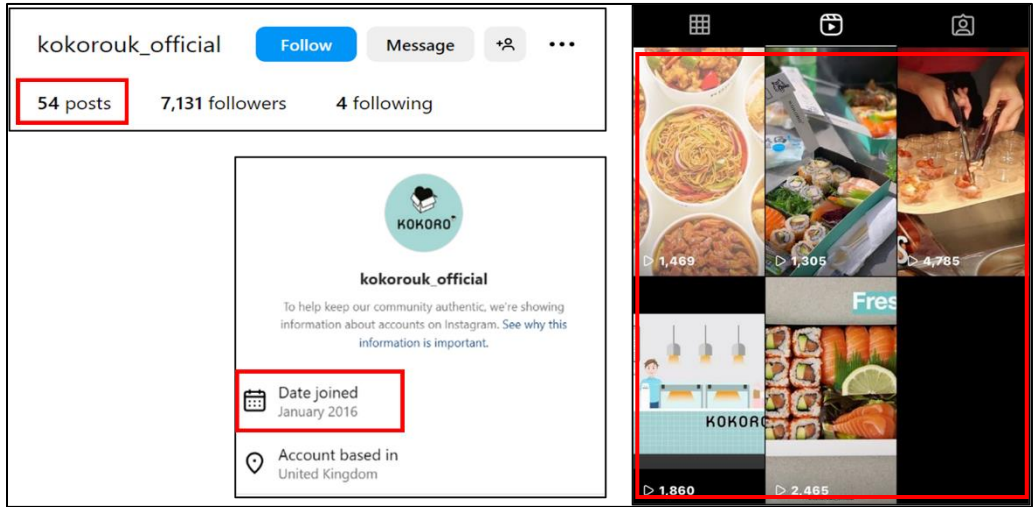 kokorouk_official
Follow
Message
54 posts
7,131 followers
4 following
KOKORO
kokorouk_official
To help keep our community authentic, we're showing
information about accounts on Instagram. See why this
information is important.
Date joined
January 2016
Account based in
United Kingdom
1,469
1,305
4,785
KOKORO
Fres
1,860
2,465